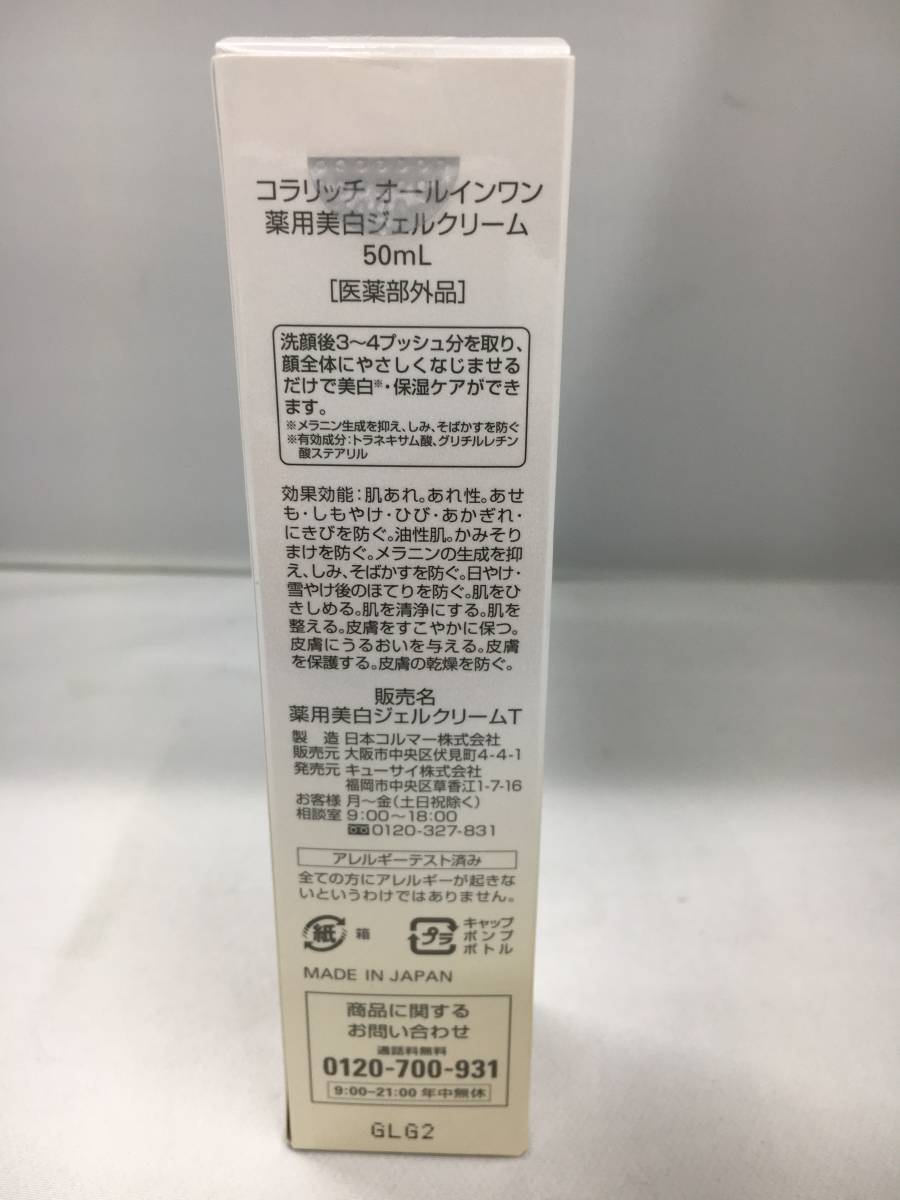 コラリッチ オールインワン
薬用美白ジェルクリーム
50mL
[医薬部外品]
洗顔後3〜4プッシュ分を取り、
顔全体にやさしくなじませる
だけで美白※・保湿ケアができ
ます。
※メラニン生成を抑え、しみ、そばかすを防ぐ
※有効成分：トラネキサム酸、グリチルレチン
酸ステアリル
効果効能：肌あれ。あれ性。あせ
も・しもやけ・ひび・あかぎれ・
にきびを防ぐ。油性肌。かみそり
まけを防ぐ。メラニンの生成を抑
え、しみ、そばかすを防ぐ。日やけ・
雪やけ後のほてりを防ぐ。肌をひ
きしめる。肌を清浄にする。肌を
整える。皮膚をすこやかに保つ。
皮膚にうるおいを与える。皮膚
を保護する。皮膚の乾燥を防ぐ。
販売名
薬用美白ジェルクリームT
製 造 日本コルマー株式会社
販売元 大阪市中央区伏見町4-4-1
発売元 キューサイ株式会社
福岡市中央区草香江1-7-16
お客様 月〜金(土日祝除く)
相談室 9:00〜18:00
0120-327-831
アレルギーテスト済み
全ての方にアレルギーが起きな
いというわけではありません。
紙 箱
プラ キャップ
ポンプ
ボトル
MADE IN JAPAN
商品に関する
お問い合わせ
通話料無料
0120-700-931
9:00-21:00 年中無休
GLG2